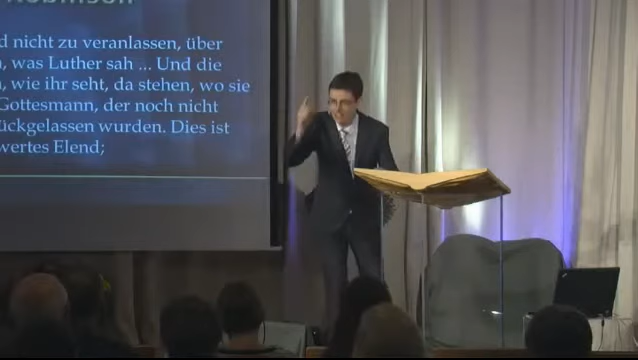 Robinson
d nicht zu veranlassen, über
, was Luther sah ... Und die
, wie ihr seht, da stehen, wo sie
Gottesmann, der noch nicht
ückgelassen wurden. Dies ist
wertes Elend;